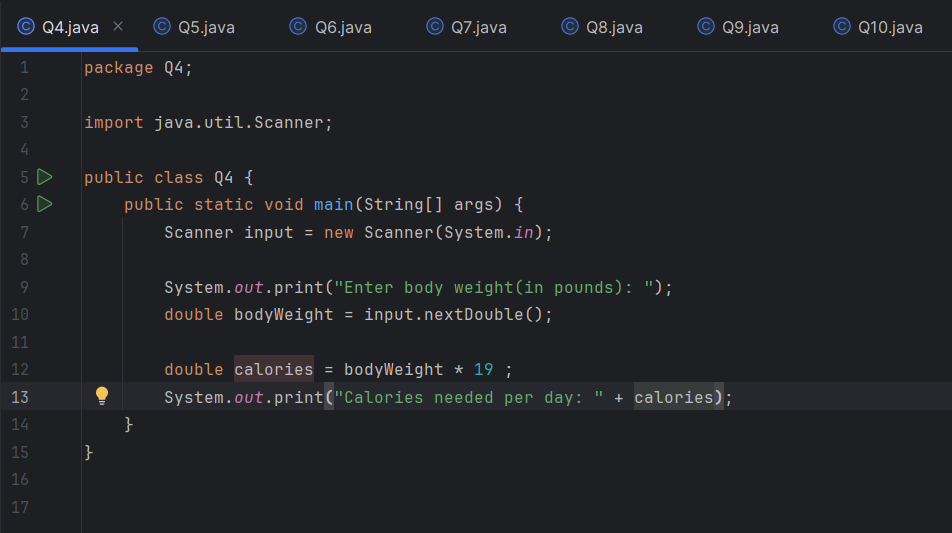 Q4.java Q5.java Q6.java Q7.java Q8.java Q9.java Q10.java
1 package Q4;
2
3 import java.util.Scanner;
4
5 public class Q4 {
6 public static void main(String[] args) {
7 Scanner input = new Scanner(System.in);
8
9 System.out.print("Enter body weight(in pounds): ");
10 double bodyWeight = input.nextDouble();
11
12 double calories = bodyWeight * 19 ;
13 System.out.print("Calories needed per day: " + calories);
14 }
15 }
16
17